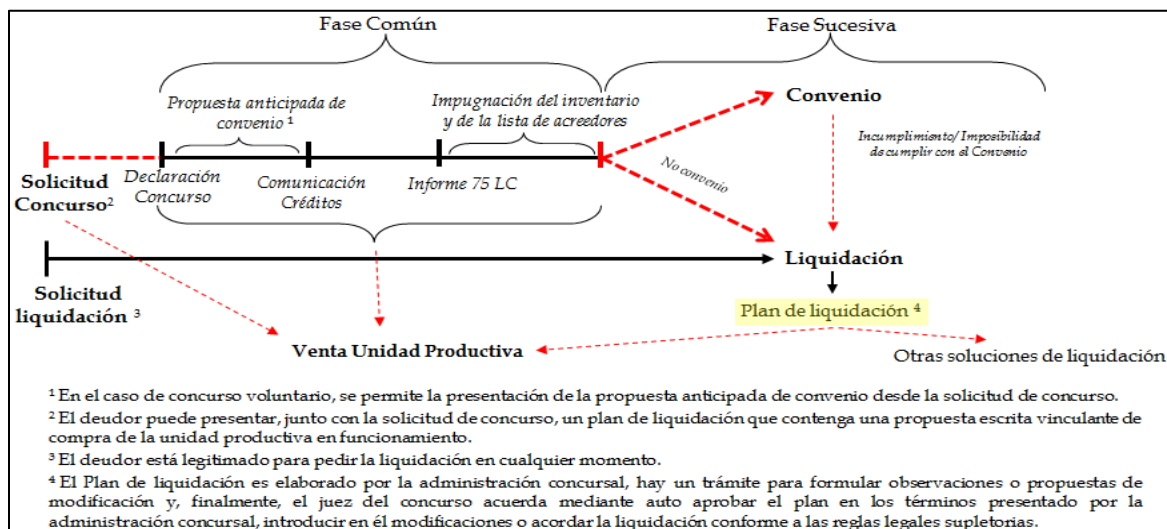 Fase Común
Fase Sucesiva
Propuesta anticipada de
convenio ¹
Impugnación del inventario
y de la lista de acreedores
Convenio
Incumplimiento/ Imposibilidad
de cumplir con el Convenio
No convenio
Solicitud
Concurso²
Declaración
Concurso
Comunicación
Créditos
Informe 75 LC
Liquidación
Solicitud
liquidación ³
Plan de liquidación ⁴
Venta Unidad Productiva
Otras soluciones de liquidación
¹ En el caso de concurso voluntario, se permite la presentación de la propuesta anticipada de convenio desde la solicitud de concurso.
² El deudor puede presentar, junto con la solicitud de concurso, un plan de liquidación que contenga una propuesta escrita vinculante de
compra de la unidad productiva en funcionamiento.
³ El deudor está legitimado para pedir la liquidación en cualquier momento.
⁴ El Plan de liquidación es elaborado por la administración concursal, hay un trámite para formular observaciones o propuestas de
modificación y, finalmente, el juez del concurso acuerda mediante auto aprobar el plan en los términos presentado por la
administración concursal, introducir en él modificaciones o acordar la liquidación conforme a las reglas legales supletorias.